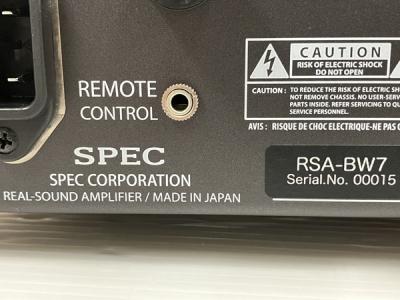 REMOTE
CONTROL
SPEC
SPEC CORPORATION
REAL-SOUND AMPLIFIER / MADE IN JAPAN
CAUTION
RISK OF ELECTRIC SHOCK
DO NOT OPEN
CAUTION : TO REDUCE THE RISK OF ELECTRIC
NOT REMOVE CHASSIS. NO USER-SERV
PARTS INSIDE. REFER SERVICING TO QU
SERVICE PERSONNEL.
AVIS : RISQUE DE CHOC ELECTRIQUE-NE PAS O
RSA-BW7
Serial.No. 00015